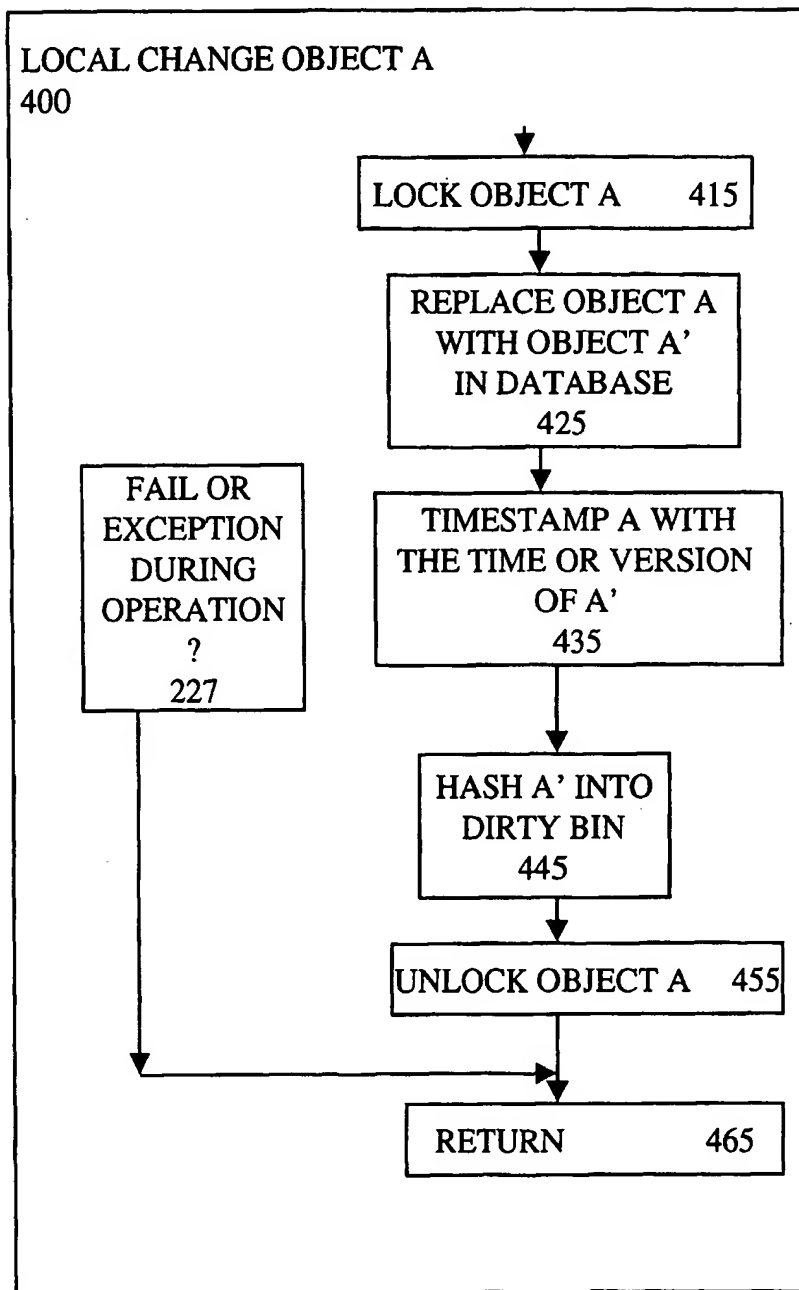 LOCAL CHANGE OBJECT A
400
LOCK OBJECT A 415
REPLACE OBJECT A
WITH OBJECT A'
IN DATABASE
425
FAIL OR
EXCEPTION
DURING
OPERATION
?
227
TIMESTAMP A WITH
THE TIME OR VERSION
OF A'
435
HASH A' INTO
DIRTY BIN
445
UNLOCK OBJECT A 455
RETURN 465